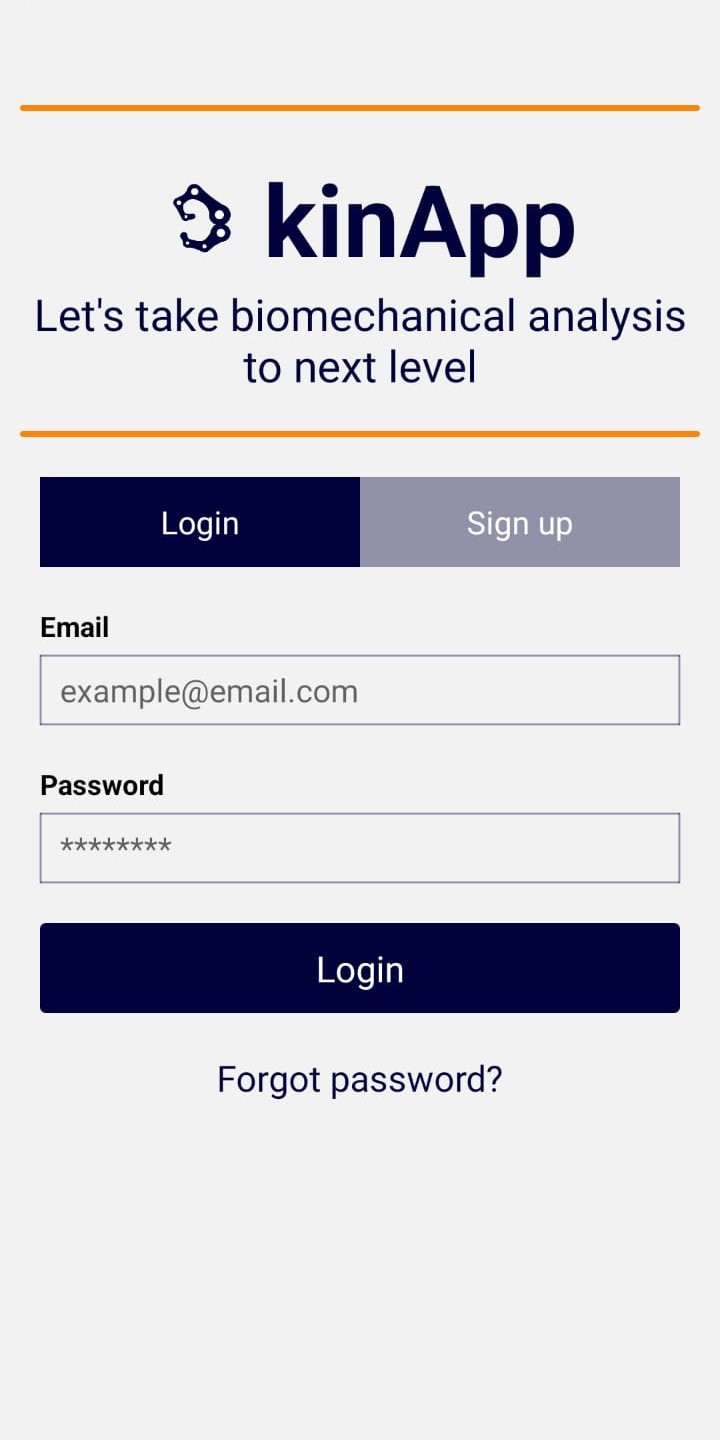 kinApp
Let's take biomechanical analysis
to next level
Login
Sign up
Email
example@email.com
Password
********
Login
Forgot password?